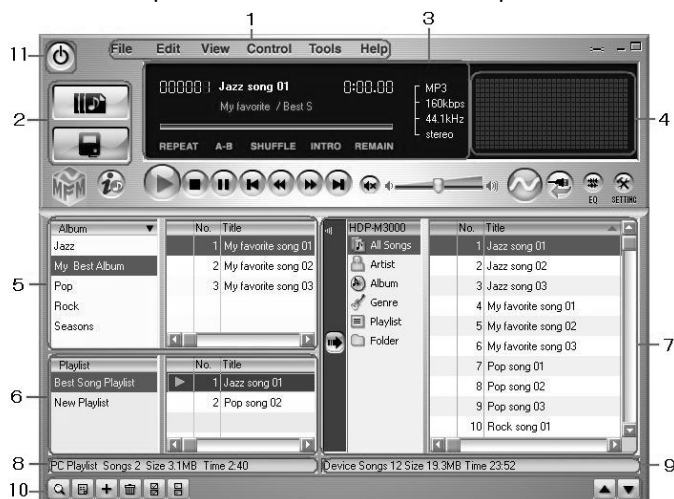 1
3
11
File Edit View Control Tools Help
000001 Jazz song 01 0:00.00
My favorite / Best S
MP3
160kbps
44.1kHz
stereo
REPEAT A-B SHUFFLE INTRO REMAIN
2
4
MFM
EQ
SETTING
Album No. Title
Jazz 1 My favorite song 01
My Best Album 2 My favorite song 02
Pop 3 My favorite song 03
Rock
Seasons
5
Playlist No. Title
Best Song Playlist 1 Jazz song 01
New Playlist 2 Pop song 02
6
HDP-M3000 No. Title
All Songs 1 Jazz song 01
Artist 2 Jazz song 02
Album 3 Jazz song 03
Genre 4 My favorite song 01
Playlist 5 My favorite song 02
Folder 6 My favorite song 03
7 Pop song 01
8 Pop song 02
9 Pop song 03
10 Rock song 01
7
8
PC Playlist Songs 2 Size 3.1MB Time 2:40
Device Songs 12 Size 19.3MB Time 23:52
9
10